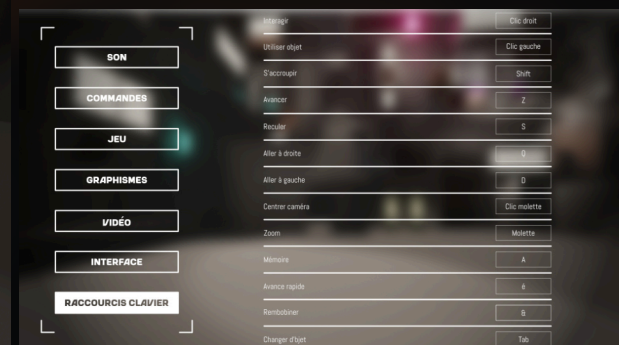 SON
COMMANDES
JEU
GRAPHISMES
VIDÉO
INTERFACE
RACCOURCIS CLAVIER
Interagir Clic droit
Utiliser objet Clic gauche
S'accroupir Shift
Avancer Z
Reculer S
Aller à droite Q
Aller à gauche D
Centrer caméra Clic molette
Zoom Molette
Mémoire A
Avance rapide é
Rembobiner &
Changer d'bjet Tab